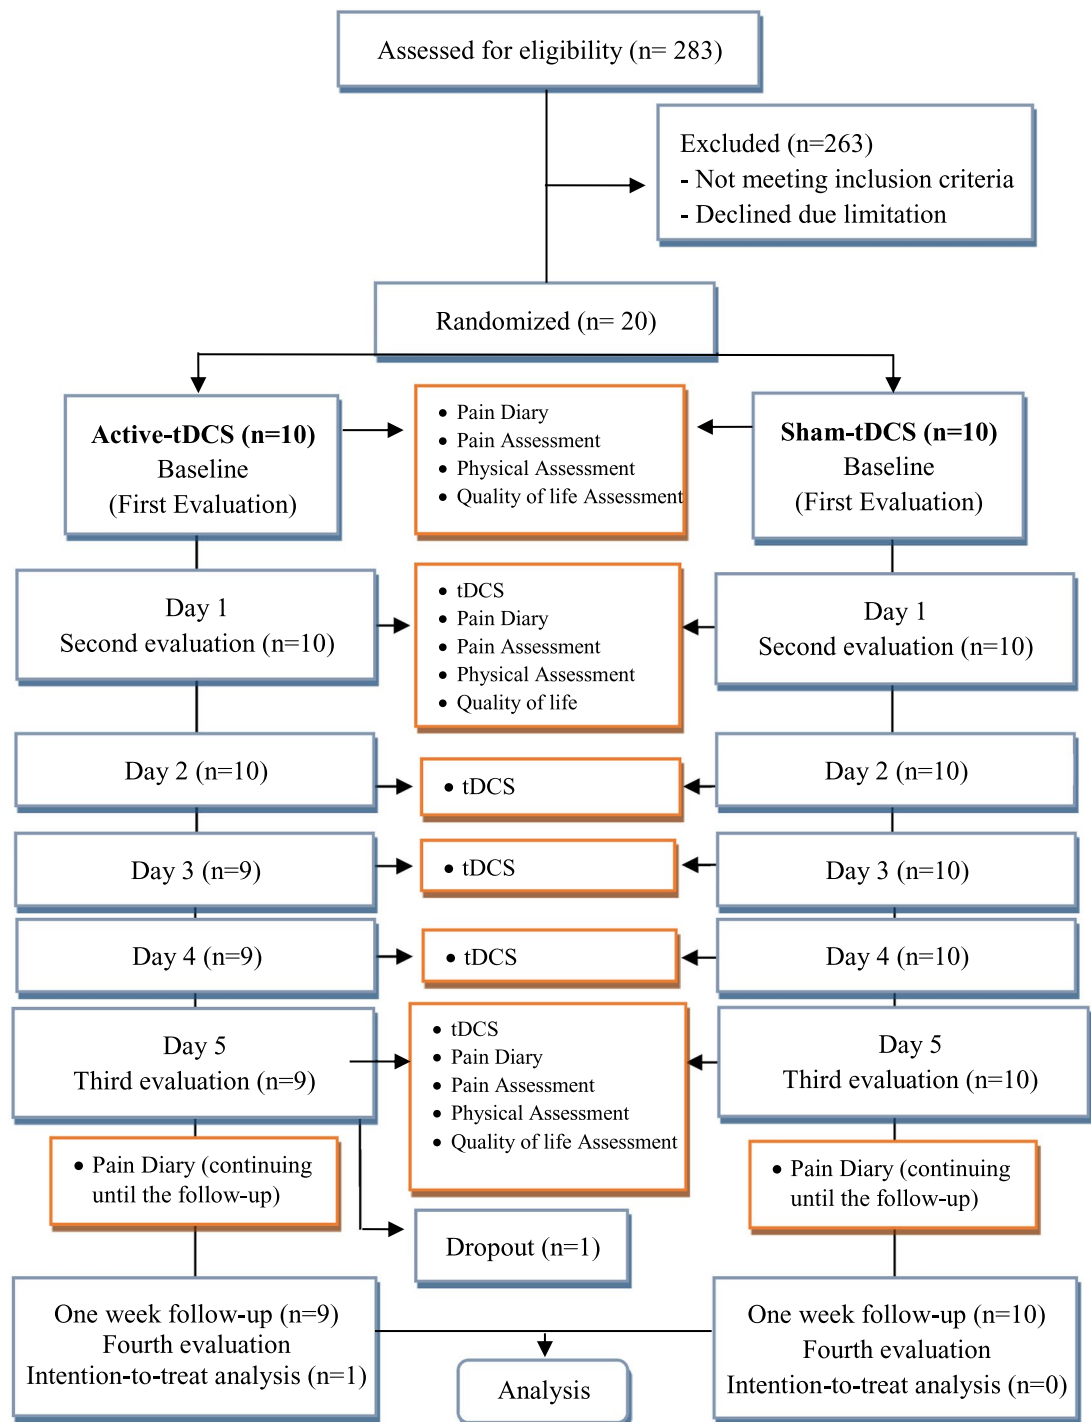 Assessed for eligibility (n= 283)
Excluded (n=263)
- Not meeting inclusion criteria
- Declined due limitation
Randomized (n= 20)
Active-tDCS (n=10)
Baseline
(First Evaluation)
• Pain Diary
• Pain Assessment
• Physical Assessment
• Quality of life Assessment
Sham-tDCS (n=10)
Baseline
(First Evaluation)
Day 1
Second evaluation (n=10)
• tDCS
• Pain Diary
• Pain Assessment
• Physical Assessment
• Quality of life
Day 1
Second evaluation (n=10)
Day 2 (n=10)
• tDCS
Day 2 (n=10)
Day 3 (n=9)
• tDCS
Day 3 (n=10)
Day 4 (n=9)
• tDCS
Day 4 (n=10)
Day 5
Third evaluation (n=9)
• tDCS
• Pain Diary
• Pain Assessment
• Physical Assessment
• Quality of life Assessment
Day 5
Third evaluation (n=10)
• Pain Diary (continuing
until the follow-up)
• Pain Diary (continuing
until the follow-up)
Dropout (n=1)
One week follow-up (n=9)
Fourth evaluation
Intention-to-treat analysis (n=1)
Analysis
One week follow-up (n=10)
Fourth evaluation
Intention-to-treat analysis (n=0)